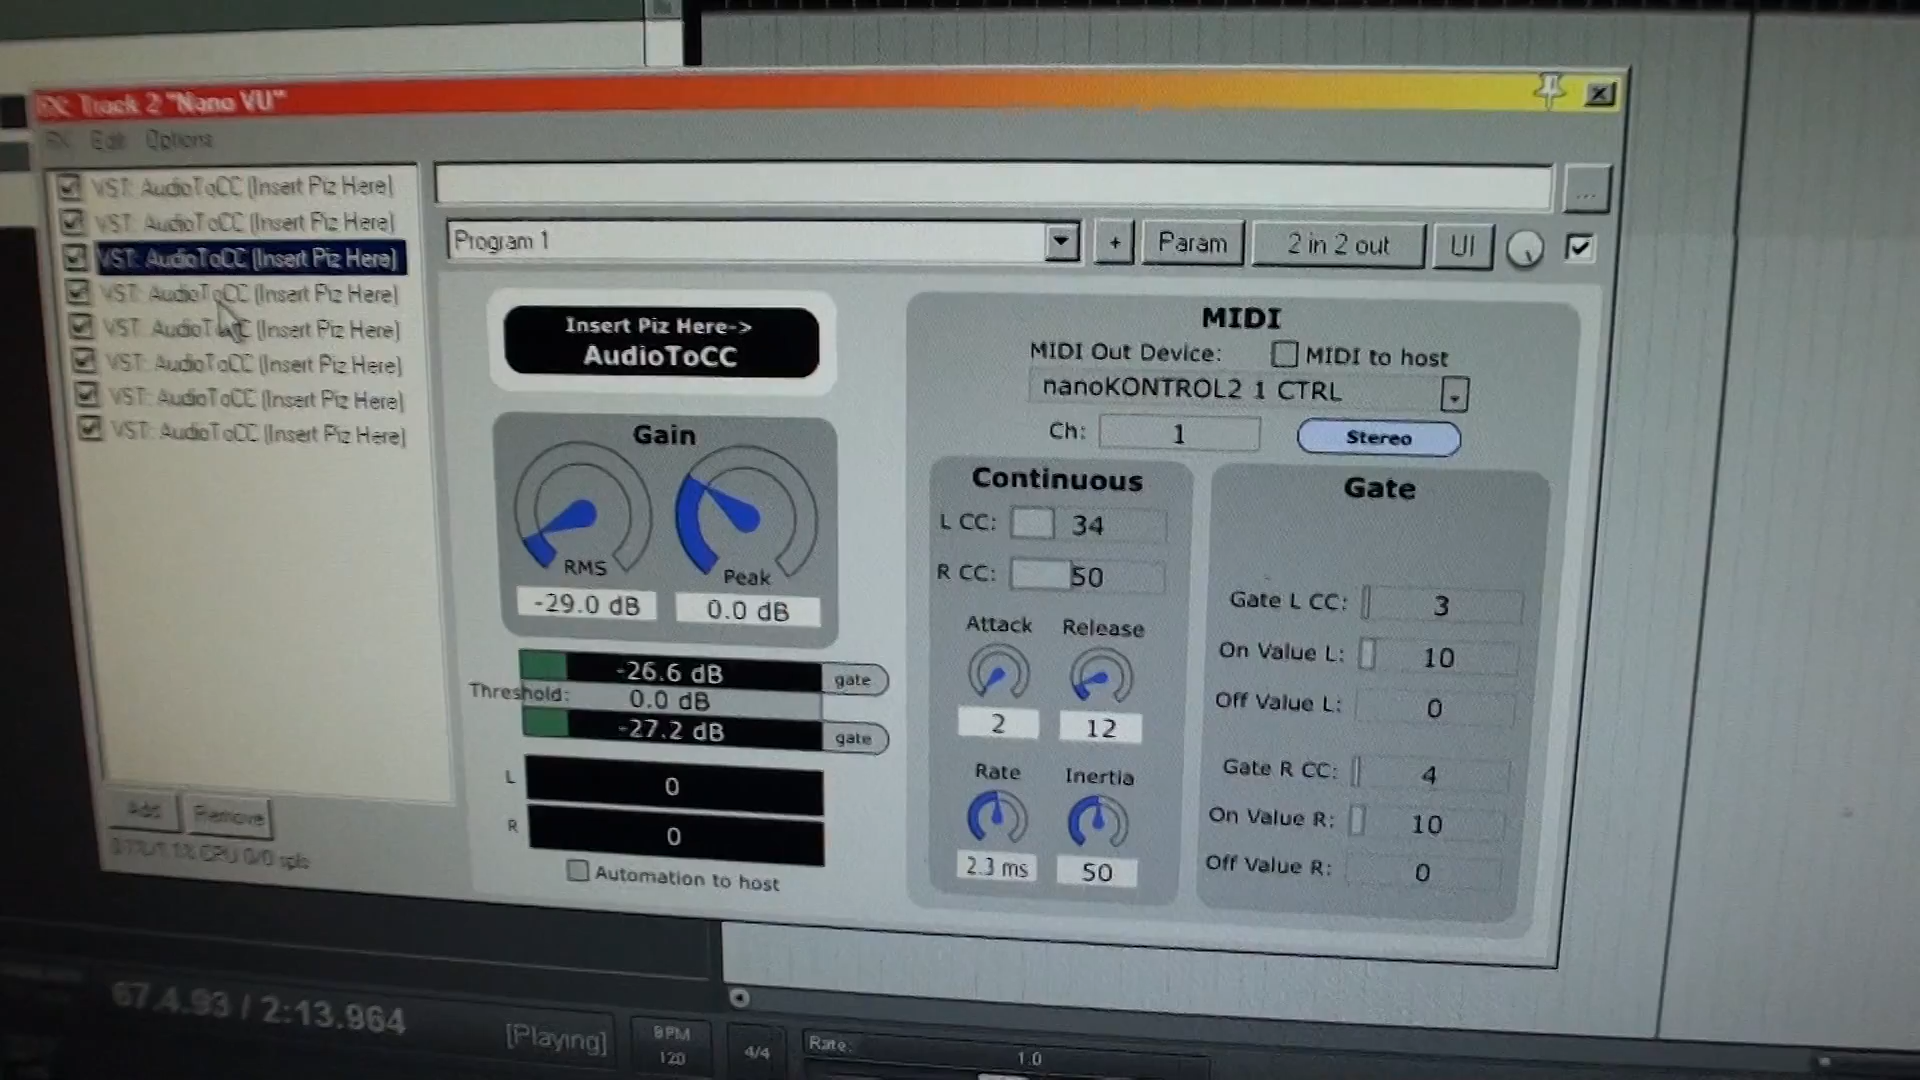 FX: Track 2 "Nano VU"
FX Edit Options
VST: AudioToCC (Insert Piz Here)
VST: AudioToCC (Insert Piz Here)
VST: AudioToCC (Insert Piz Here)
VST: AudioToCC (Insert Piz Here)
VST: AudioToCC (Insert Piz Here)
VST: AudioToCC (Insert Piz Here)
VST: AudioToCC (Insert Piz Here)
VST: AudioToCC (Insert Piz Here)
Add Remove
CPU 0/0 spls
...
Program 1
+ Param 2 in 2 out UI
Insert Piz Here->
AudioToCC
Gain
RMS Peak
-29.0 dB 0.0 dB
-26.6 dB gate
Threshold: 0.0 dB
-27.2 dB gate
L 0
R 0
Automation to host
MIDI
MIDI Out Device: MIDI to host
nanoKONTROL2 1 CTRL
Ch: 1 Stereo
Continuous
L CC: 34
R CC: 50
Attack Release
2 12
Rate Inertia
2.3 ms 50
Gate
Gate L CC: 3
On Value L: 10
Off Value L: 0
Gate R CC: 4
On Value R: 10
Off Value R: 0
67.4.93 / 2:13.964
[Playing]
BPM
120
4/4
Rate:
1.0